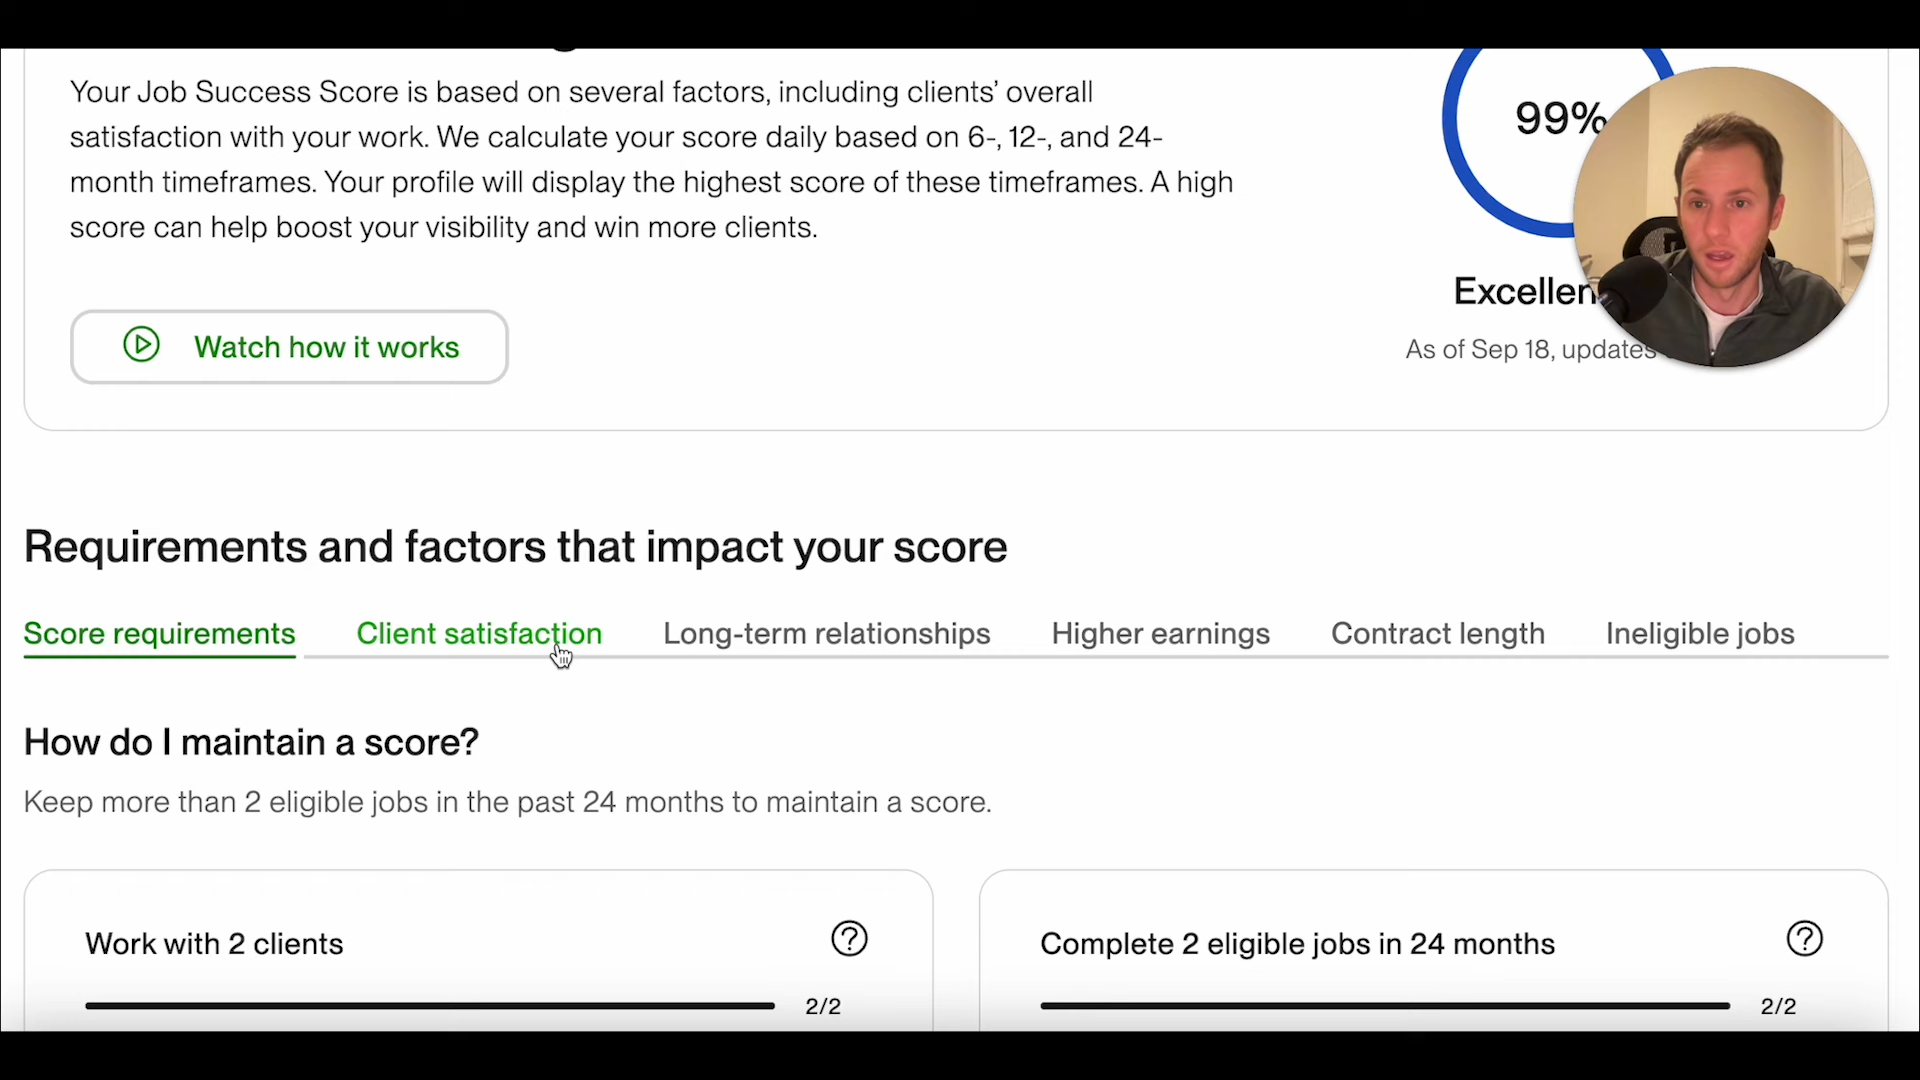 Your Job Success Score is based on several factors, including clients’ overall
satisfaction with your work. We calculate your score daily based on 6-, 12-, and 24-
month timeframes. Your profile will display the highest score of these timeframes. A high
score can help boost your visibility and win more clients.
Watch how it works
99%
Excellen
As of Sep 18, updates
Requirements and factors that impact your score
Score requirements Client satisfaction Long-term relationships Higher earnings Contract length Ineligible jobs
How do I maintain a score?
Keep more than 2 eligible jobs in the past 24 months to maintain a score.
Work with 2 clients
2/2
Complete 2 eligible jobs in 24 months
2/2